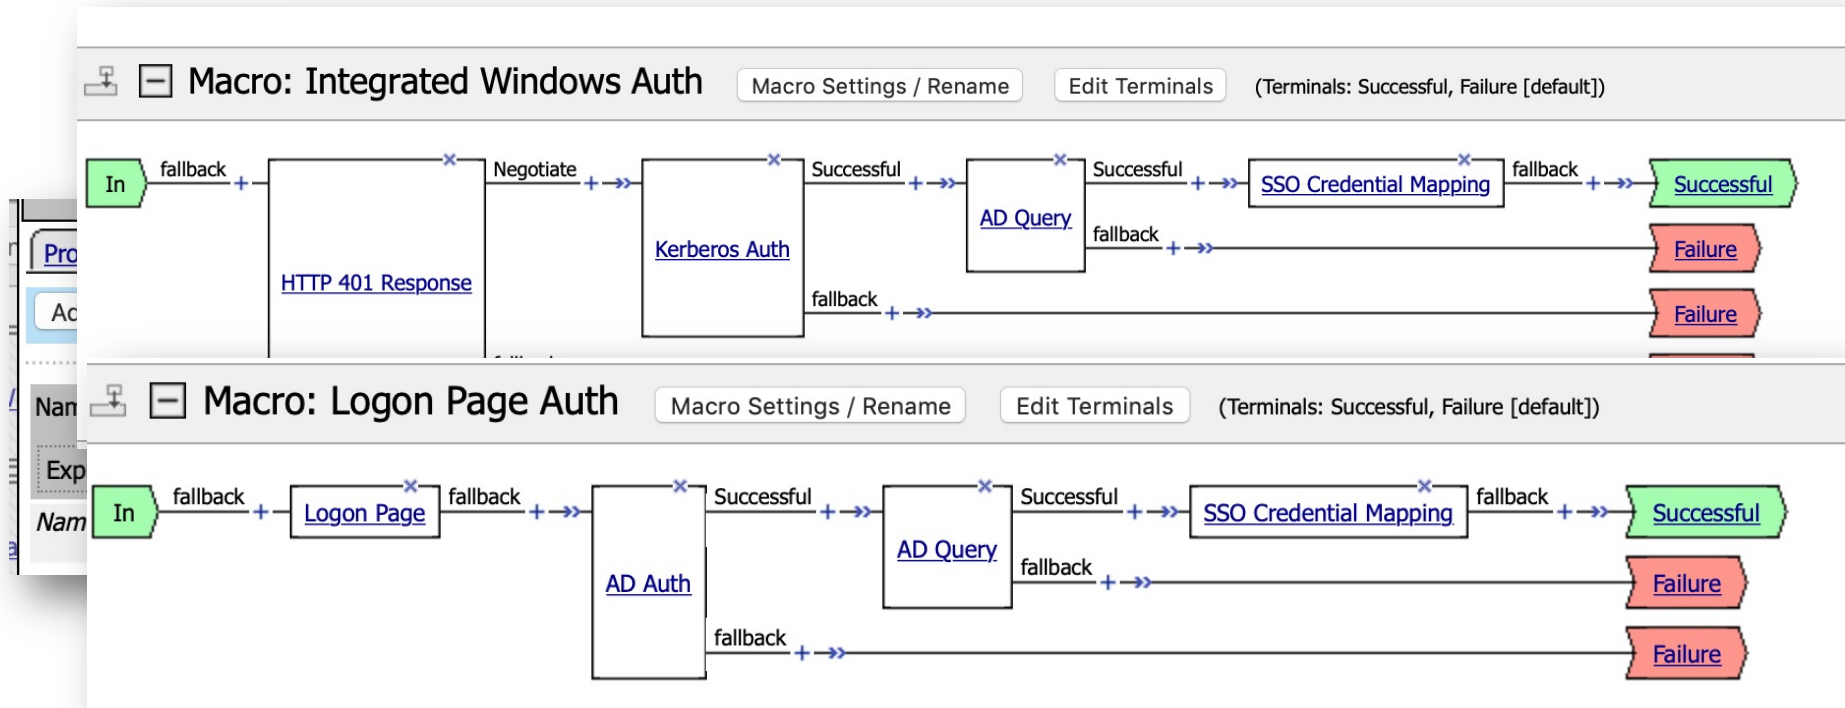 Macro: Integrated Windows Auth Macro Settings / Rename Edit Terminals (Terminals: Successful, Failure [default])
In fallback HTTP 401 Response Negotiate Kerberos Auth Successful AD Query Successful SSO Credential Mapping fallback Successful
fallback Failure
fallback Failure
Pro
Macro: Logon Page Auth Macro Settings / Rename Edit Terminals (Terminals: Successful, Failure [default])
Nam
Exp
Nam
In fallback Logon Page fallback AD Auth Successful AD Query Successful SSO Credential Mapping fallback Successful
fallback Failure
fallback Failure